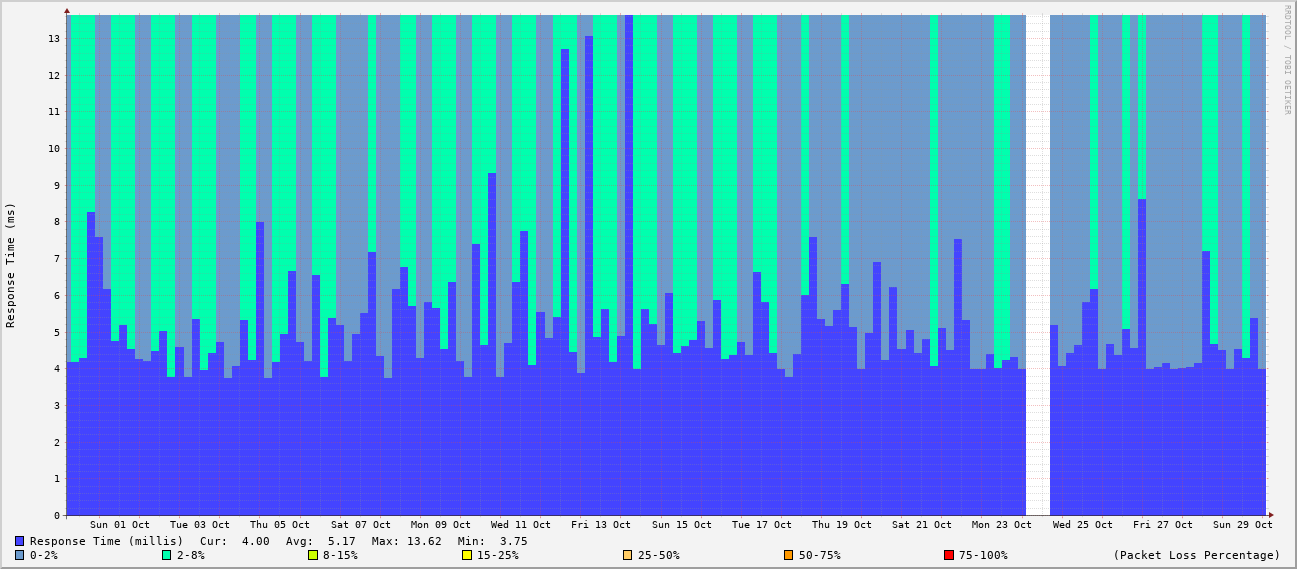 RRDTOOL / TOBI OETIKER
Response Time (ms)
13
12
11
10
9
8
7
6
5
4
3
2
1
0
Sun 01 Oct Tue 03 Oct Thu 05 Oct Sat 07 Oct Mon 09 Oct Wed 11 Oct Fri 13 Oct Sun 15 Oct Tue 17 Oct Thu 19 Oct Sat 21 Oct Mon 23 Oct Wed 25 Oct Fri 27 Oct Sun 29 Oct
Response Time (millis) Cur: 4.00 Avg: 5.17 Max: 13.62 Min: 3.75
0-2% 2-8% 8-15% 15-25% 25-50% 50-75% 75-100% (Packet Loss Percentage)